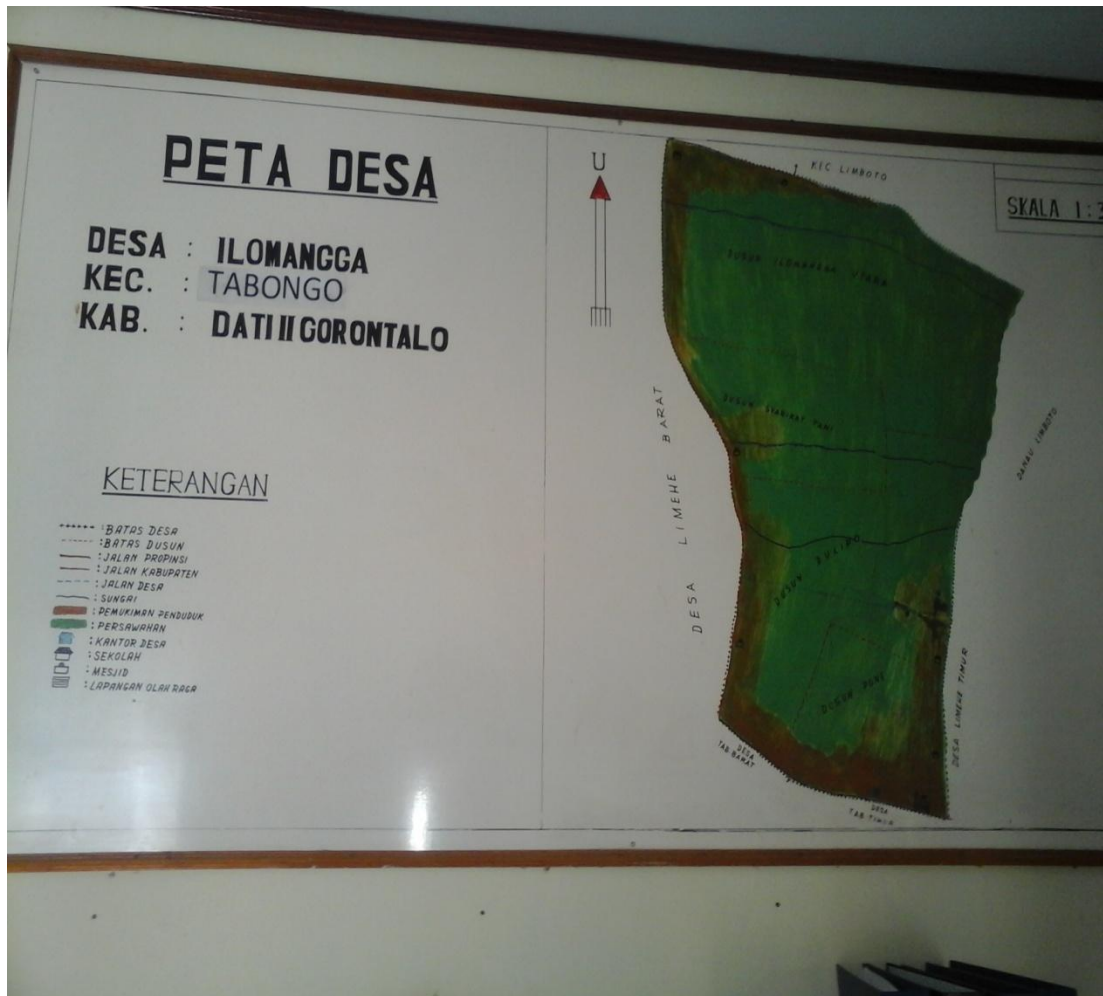 PETA DESA
DESA : ILOMANGGA
KEC. : TABONGO
KAB. : DATI II GORONTALO
KETERANGAN
: BATAS DESA
: BATAS DUSUN
: JALAN PROPINSI
: JALAN KABUPATEN
: JALAN DESA
: SUNGAI
: PEMUKIMAN PENDUDUK
: PERSAWAHAN
: KANTOR DESA
: SEKOLAH
: MESJID
: LAPANGAN OLAH RAGA
U
KEC LIMBOTO
SKALA 1:3
DUSUN ILOMANGGA UTARA
DESA LIMEHE BARAT
DUSUN
DANAU LIMBOTO
DUSUN
DUSUN
DESA LIMEHE TIMUR
DESA
TAB BARAT
DESA
TAB TIMUR